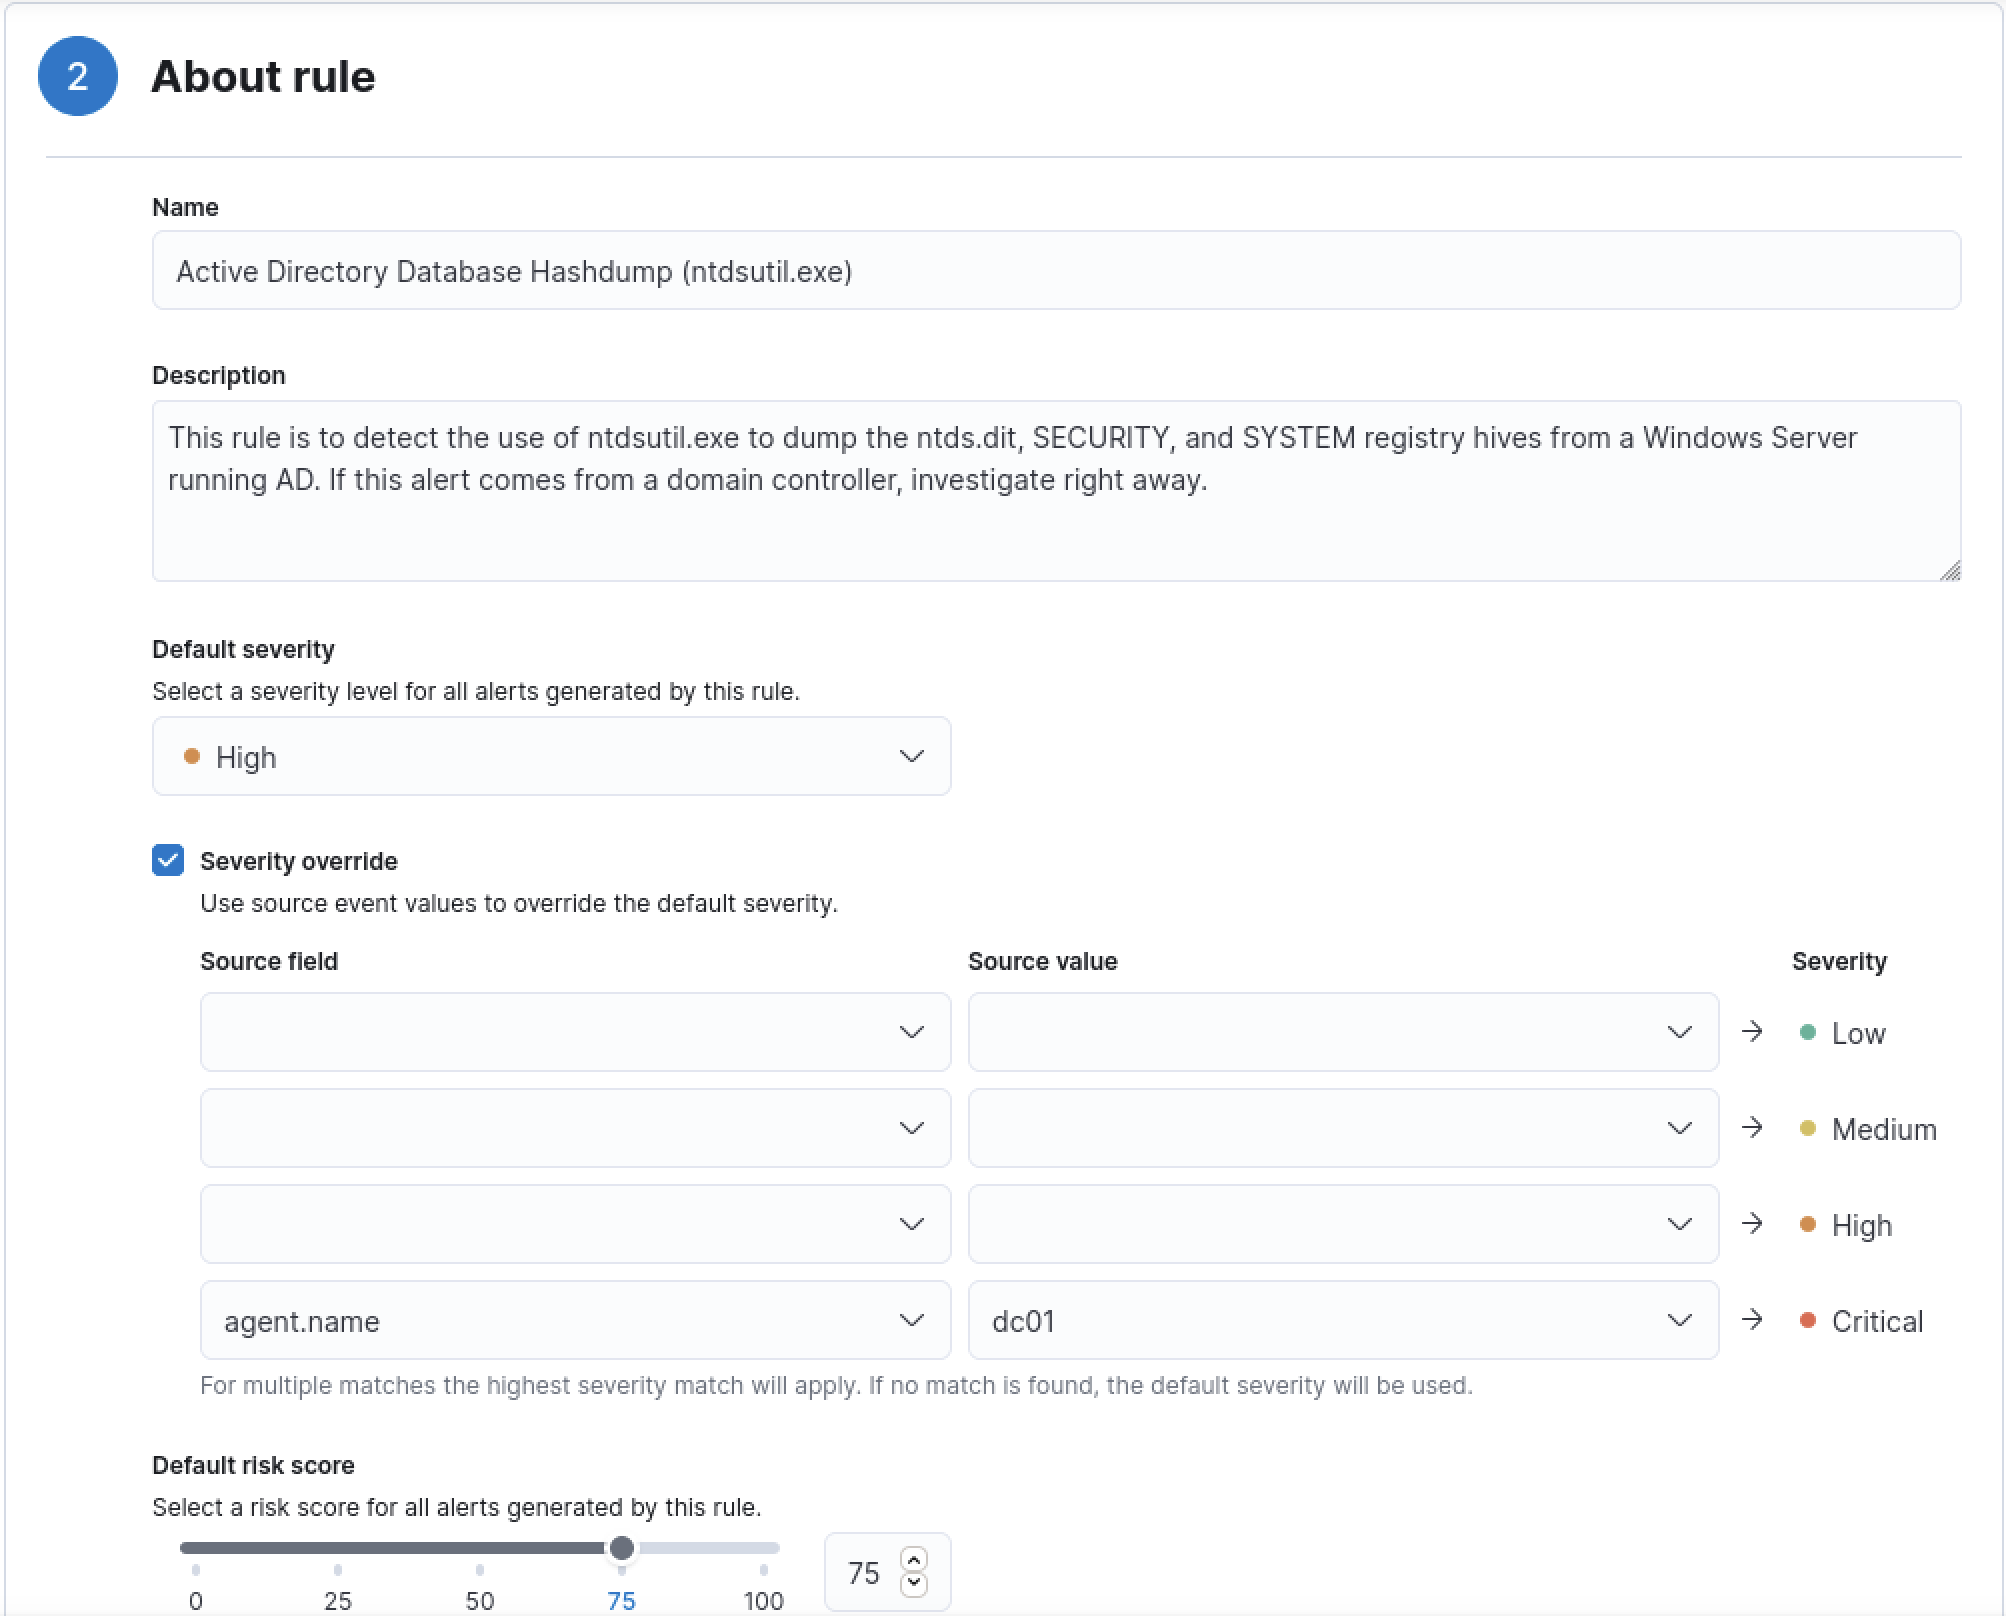 2
About rule
Name
Active Directory Database Hashdump (ntdsutil.exe)
Description
This rule is to detect the use of ntdsutil.exe to dump the ntds.dit, SECURITY, and SYSTEM registry hives from a Windows Server
running AD. If this alert comes from a domain controller, investigate right away.
Default severity
Select a severity level for all alerts generated by this rule.
High
Severity override
Use source event values to override the default severity.
Source field Source value Severity
Low
Medium
High
agent.name dc01 Critical
For multiple matches the highest severity match will apply. If no match is found, the default severity will be used.
Default risk score
Select a risk score for all alerts generated by this rule.
75
0 25 50 75 100